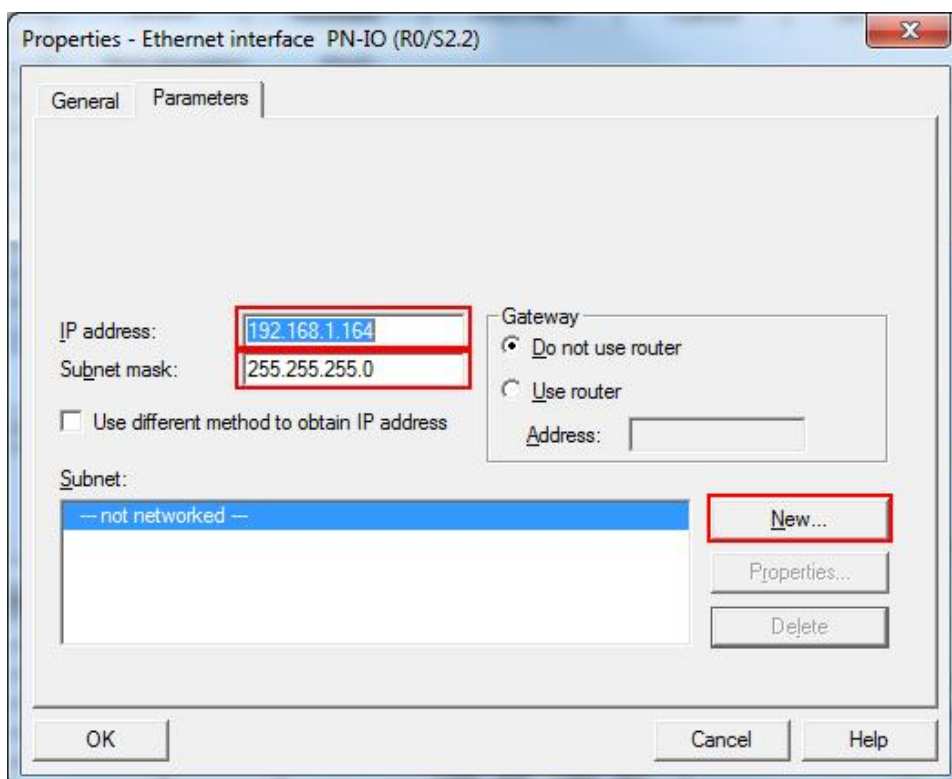 Properties - Ethernet interface PN-IO (R0/S2.2)
General Parameters
IP address: 192.168.1.164
Subnet mask: 255.255.255.0
Use different method to obtain IP address
Gateway
Do not use router
Use router
Address:
Subnet:
--- not networked ---
New...
Properties...
Delete
OK Cancel Help